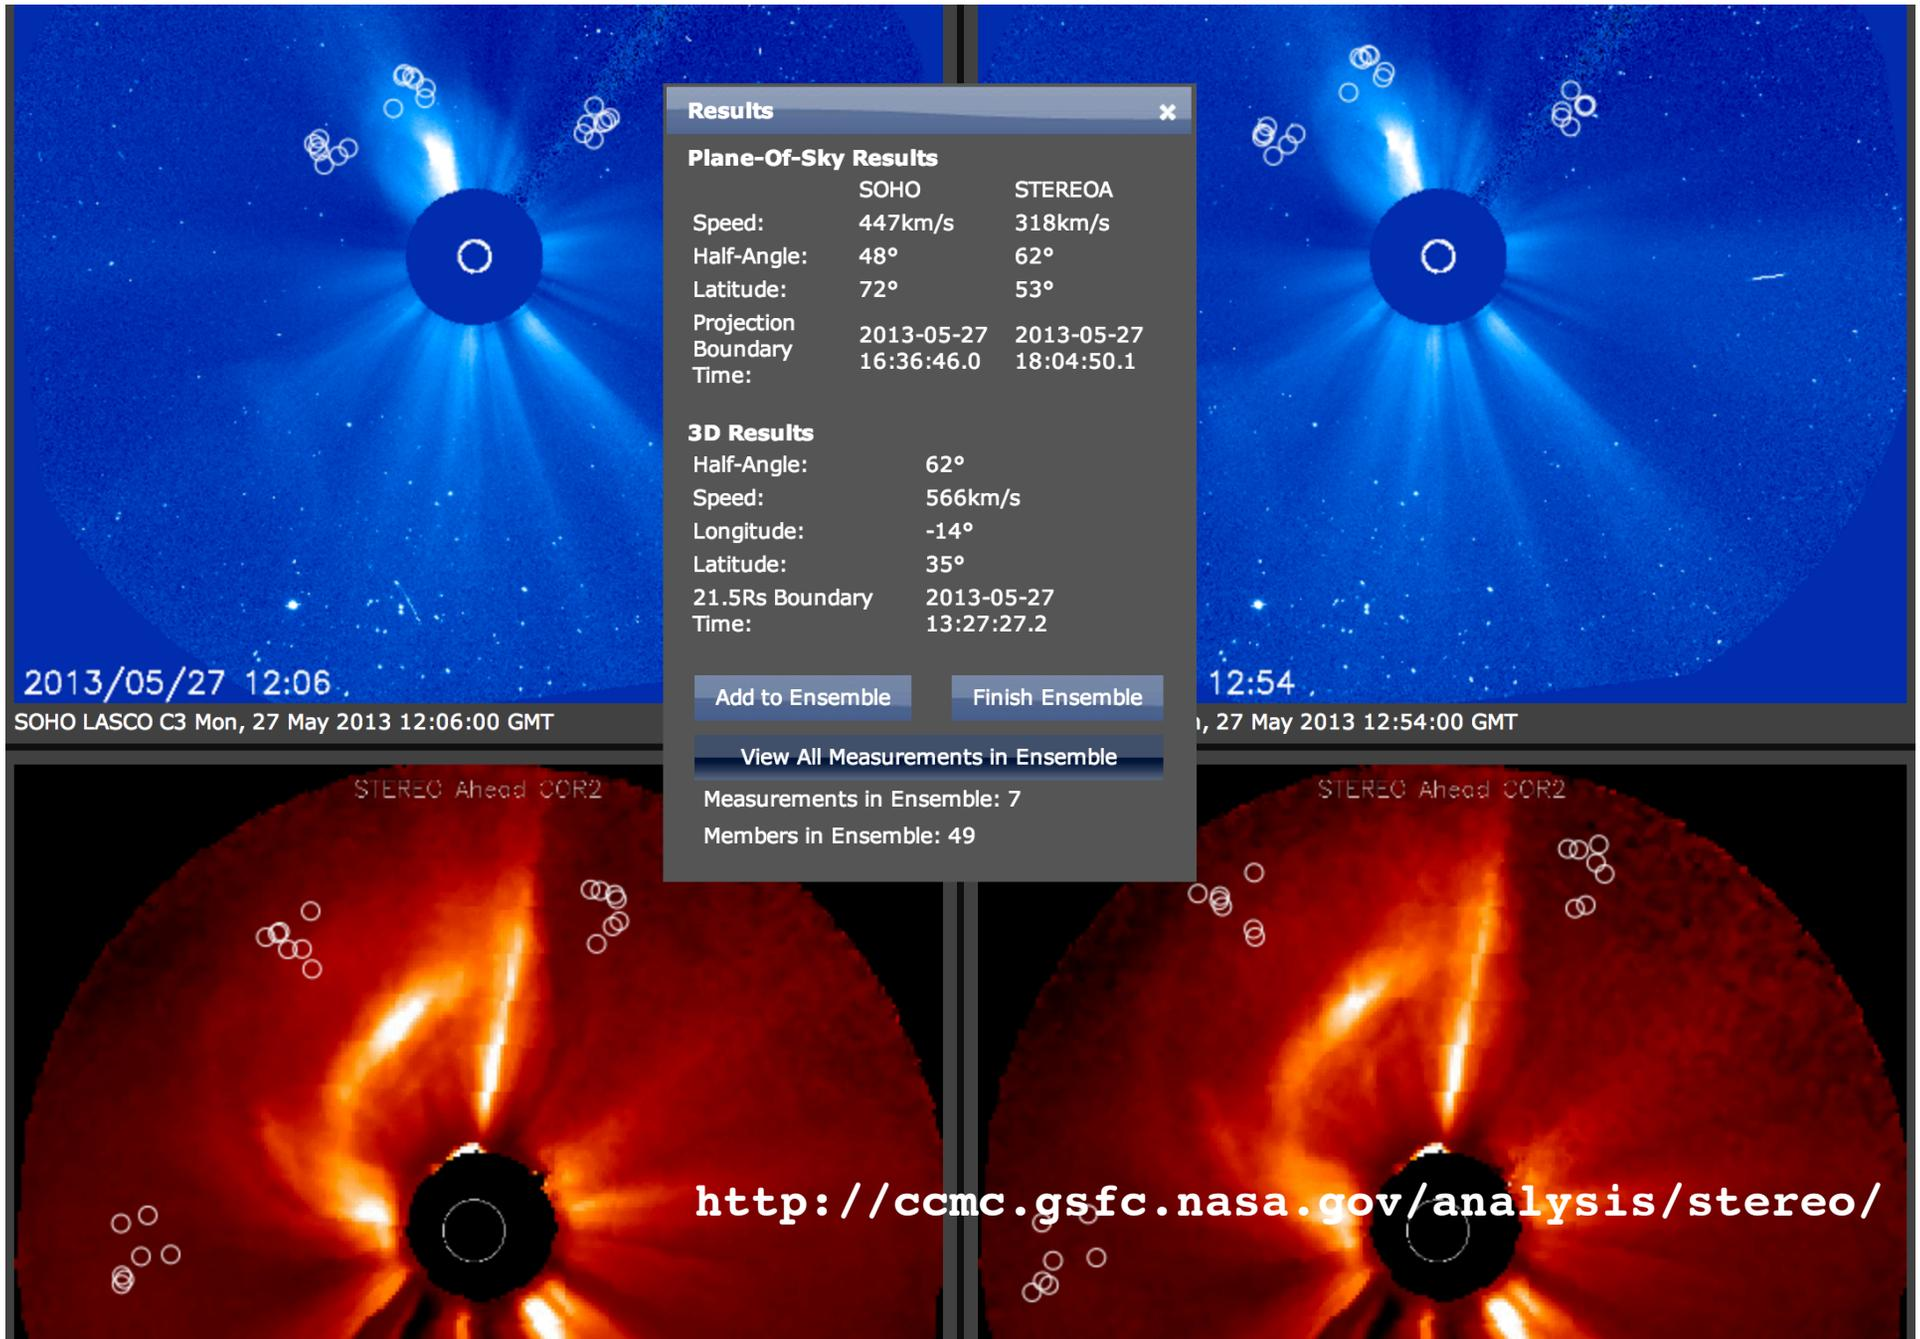 Results
Plane-Of-Sky Results
SOHO STEREOA
Speed: 447km/s 318km/s
Half-Angle: 48° 62°
Latitude: 72° 53°
Projection
Boundary
Time:
2013-05-27 2013-05-27
16:36:46.0 18:04:50.1
3D Results
Half-Angle: 62°
Speed: 566km/s
Longitude: -14°
Latitude: 35°
21.5Rs Boundary 2013-05-27
Time: 13:27:27.2
Add to Ensemble Finish Ensemble
View All Measurements in Ensemble
Measurements in Ensemble: 7
Members in Ensemble: 49
2013/05/27 12:06
12:54
SOHO LASCO C3 Mon, 27 May 2013 12:06:00 GMT
, 27 May 2013 12:54:00 GMT
STEREO Ahead COR2
STEREO Ahead COR2
http://ccmc.gsfc.nasa.gov/analysis/stereo/